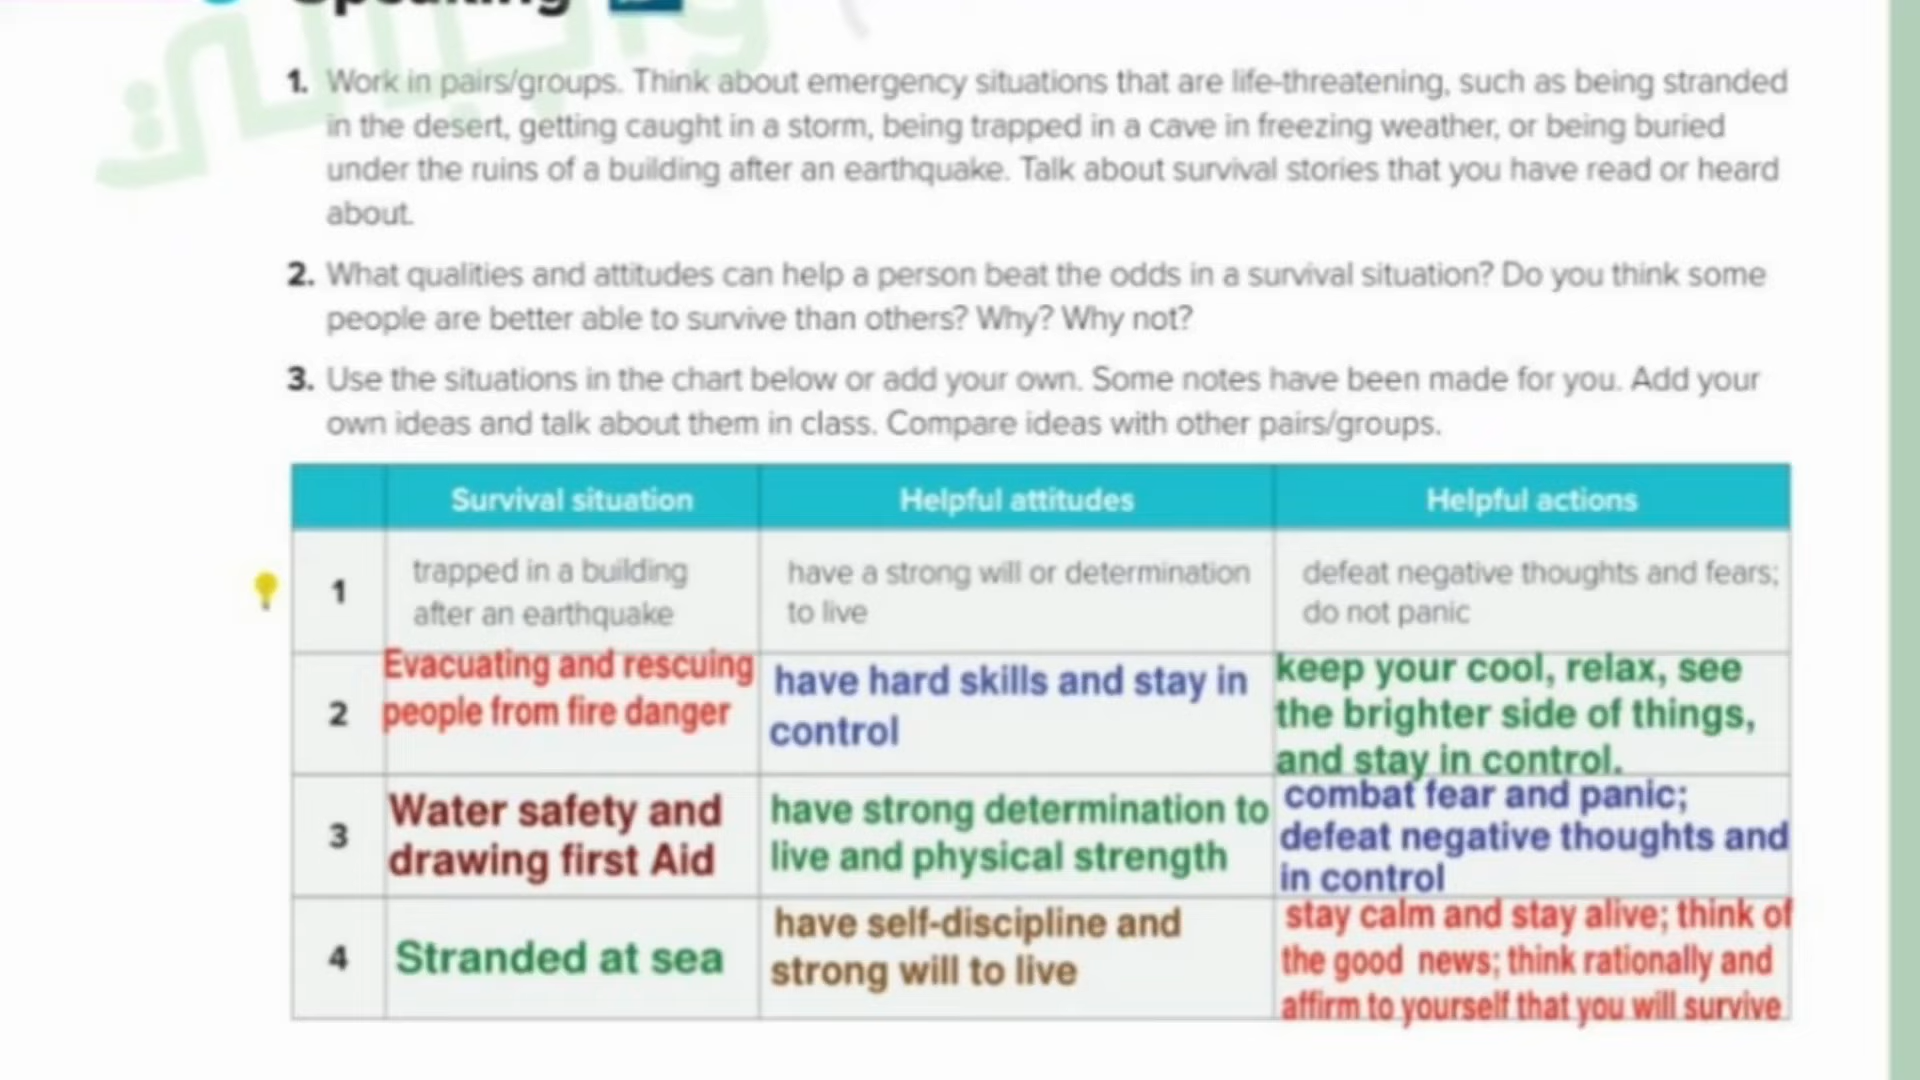 Speaking
1. Work in pairs/groups. Think about emergency situations that are life-threatening, such as being stranded
in the desert, getting caught in a storm, being trapped in a cave in freezing weather, or being buried
under the ruins of a building after an earthquake. Talk about survival stories that you have read or heard
about.
2. What qualities and attitudes can help a person beat the odds in a survival situation? Do you think some
people are better able to survive than others? Why? Why not?
3. Use the situations in the chart below or add your own. Some notes have been made for you. Add your
own ideas and talk about them in class. Compare ideas with other pairs/groups.
Survival situation Helpful attitudes Helpful actions
1
trapped in a building
after an earthquake
have a strong will or determination
to live
defeat negative thoughts and fears;
do not panic
2
Evacuating and rescuing
people from fire danger
have hard skills and stay in
control
keep your cool, relax, see
the brighter side of things,
and stay in control.
3
Water safety and
drawing first Aid
have strong determination to
live and physical strength
combat fear and panic;
defeat negative thoughts and
in control
4
Stranded at sea
have self-discipline and
strong will to live
stay calm and stay alive; think of
the good news; think rationally and
affirm to yourself that you will survive